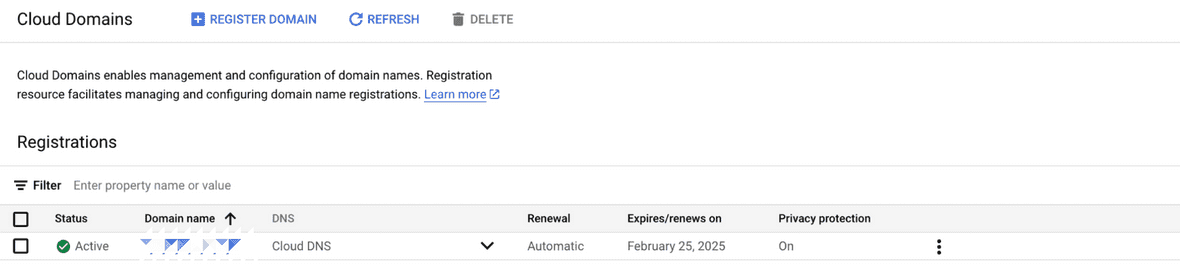 Cloud Domains REGISTER DOMAIN REFRESH DELETE
Cloud Domains enables management and configuration of domain names. Registration
resource facilitates managing and configuring domain name registrations. Learn more
Registrations
Filter Enter property name or value
Status Domain name DNS Renewal Expires/renews on Privacy protection
Active Cloud DNS Automatic February 25, 2025 On